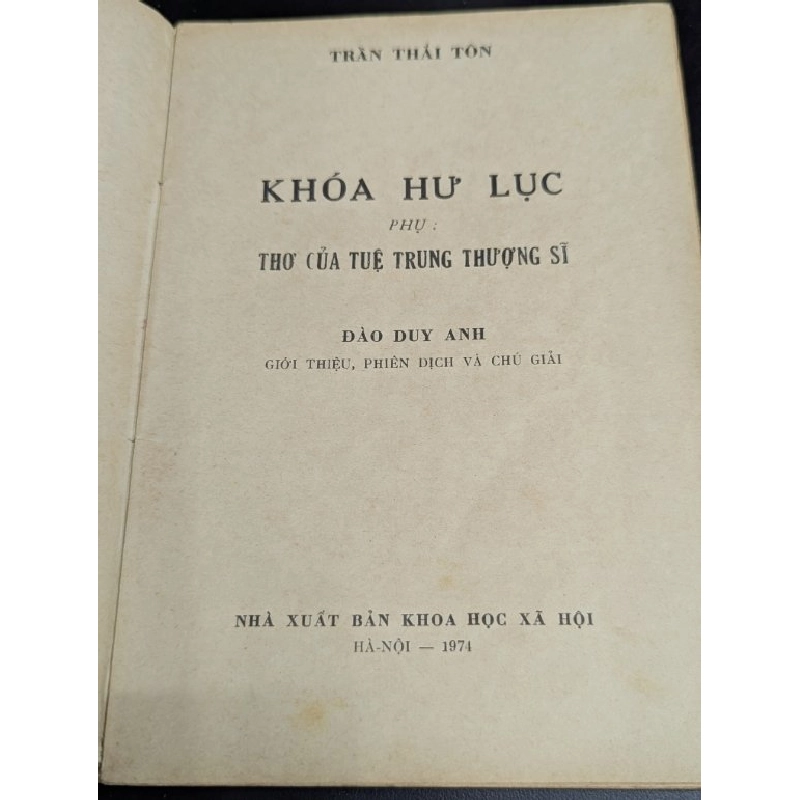 TRẦN THÁI TÔN
KHÓA HƯ LỤC
PHỤ :
THƠ CỦA TUỆ TRUNG THƯỢNG SĨ
ĐÀO DUY ANH
GIỚI THIỆU, PHIÊN DỊCH VÀ CHÚ GIẢI
NHÀ XUẤT BẢN KHOA HỌC XÃ HỘI
HÀ-NỘI — 1974